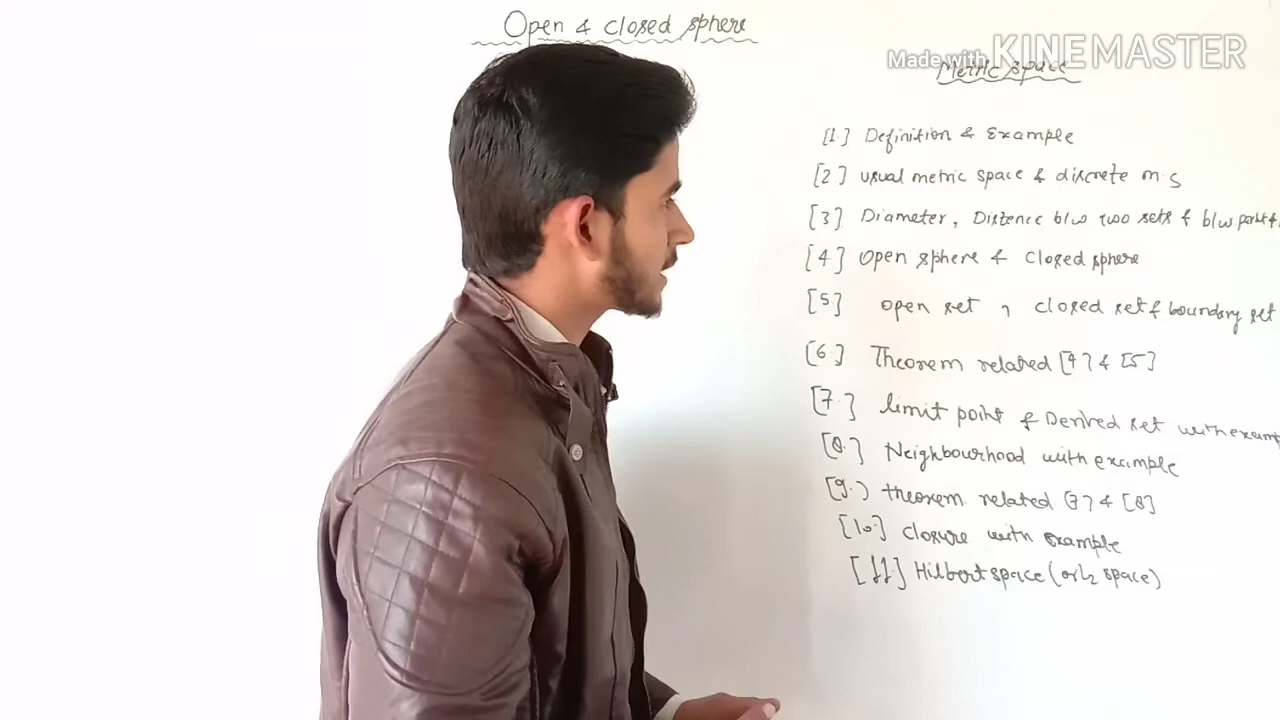 Open & closed sphere
Made with KINEMASTER
Metric space
[1.] Definition & Example
[2] usual metric space & discrete m.s
[3.] Diameter, Distence b/w two sets & b/w point &
[4.] Open sphere & closed sphere
[5.] open set, closed set & boundary set
[6.] Theorem related [4] & [5]
[7.] limit point & Derived set with examp
[8.] Neighbourhood with example
[9.] theorem related [7] & [8]
[10.] closure with example
[11.] Hilbert space (or l2 space)